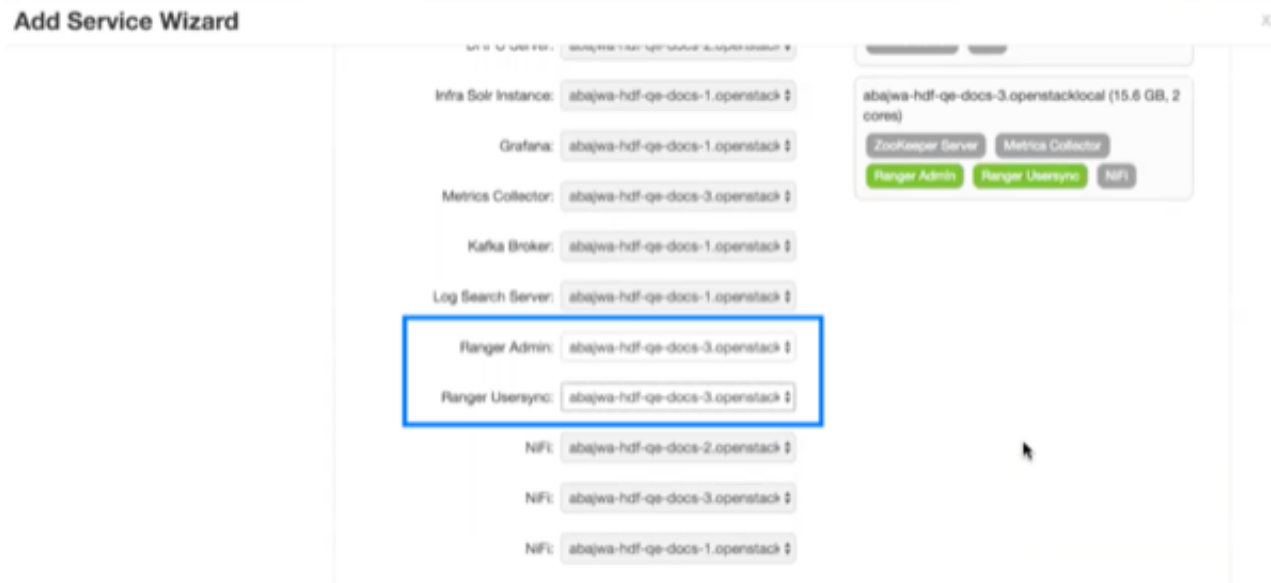 Add Service Wizard
x
Infra Solr Instance: abajwa-hdf-qe-docs-1.openstack
Grafana: abajwa-hdf-qe-docs-1.openstack
Metrics Collector: abajwa-hdf-qe-docs-3.openstack
Kafka Broker: abajwa-hdf-qe-docs-1.openstack
Log Search Server: abajwa-hdf-qe-docs-1.openstack
Ranger Admin: abajwa-hdf-qe-docs-3.openstack
Ranger Usersync: abajwa-hdf-qe-docs-3.openstack
NiFi: abajwa-hdf-qe-docs-2.openstack
NiFi: abajwa-hdf-qe-docs-3.openstack
NiFi: abajwa-hdf-qe-docs-1.openstack
abajwa-hdf-qe-docs-3.openstacklocal (15.6 GB, 2
cores)
ZooKeeper Server Metrics Collector
Ranger Admin Ranger Usersync NiFi